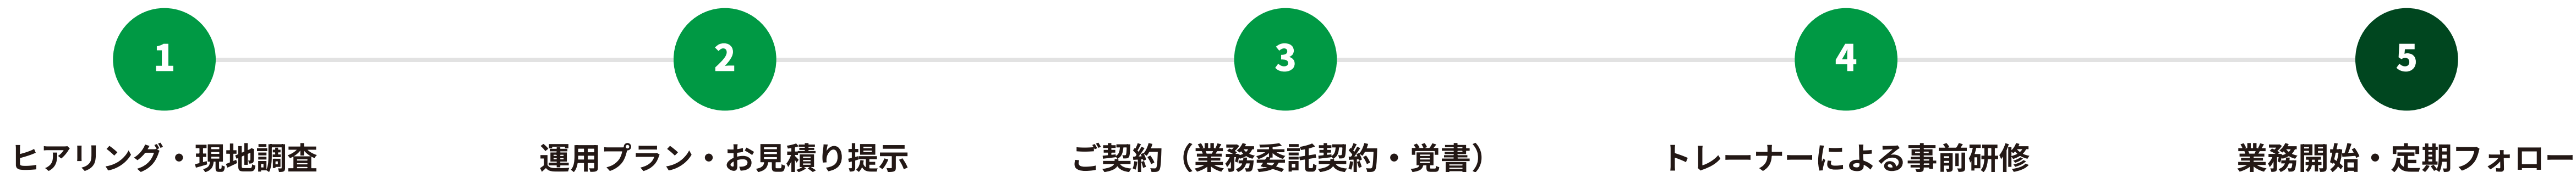 1
2
3
4
5
ヒアリング・現地調査
運用プラン・お見積り提示
ご契約（業務委託契約・覚書）
トレーナーによる事前研修
業務開始・定期フォロー